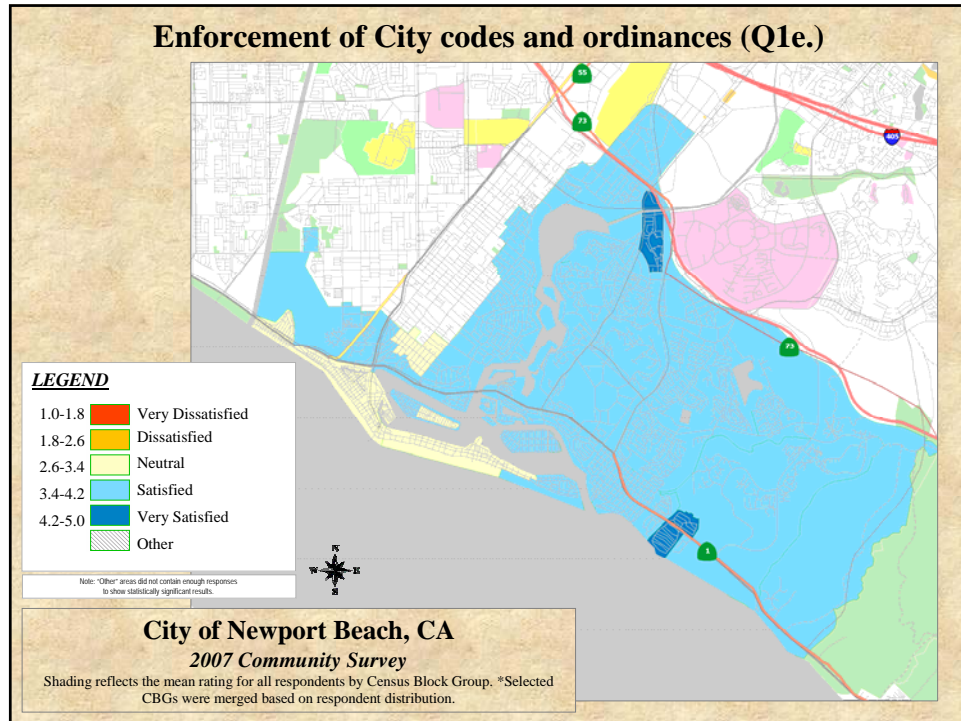 Enforcement of City codes and ordinances (Q1e.)
55
73
405
73
1
LEGEND
1.0-1.8 Very Dissatisfied
1.8-2.6 Dissatisfied
2.6-3.4 Neutral
3.4-4.2 Satisfied
4.2-5.0 Very Satisfied
Other
Note: "Other" areas did not contain enough responses
to show statistically significant results.
N
W E
S
City of Newport Beach, CA
2007 Community Survey
Shading reflects the mean rating for all respondents by Census Block Group. *Selected
CBGs were merged based on respondent distribution.